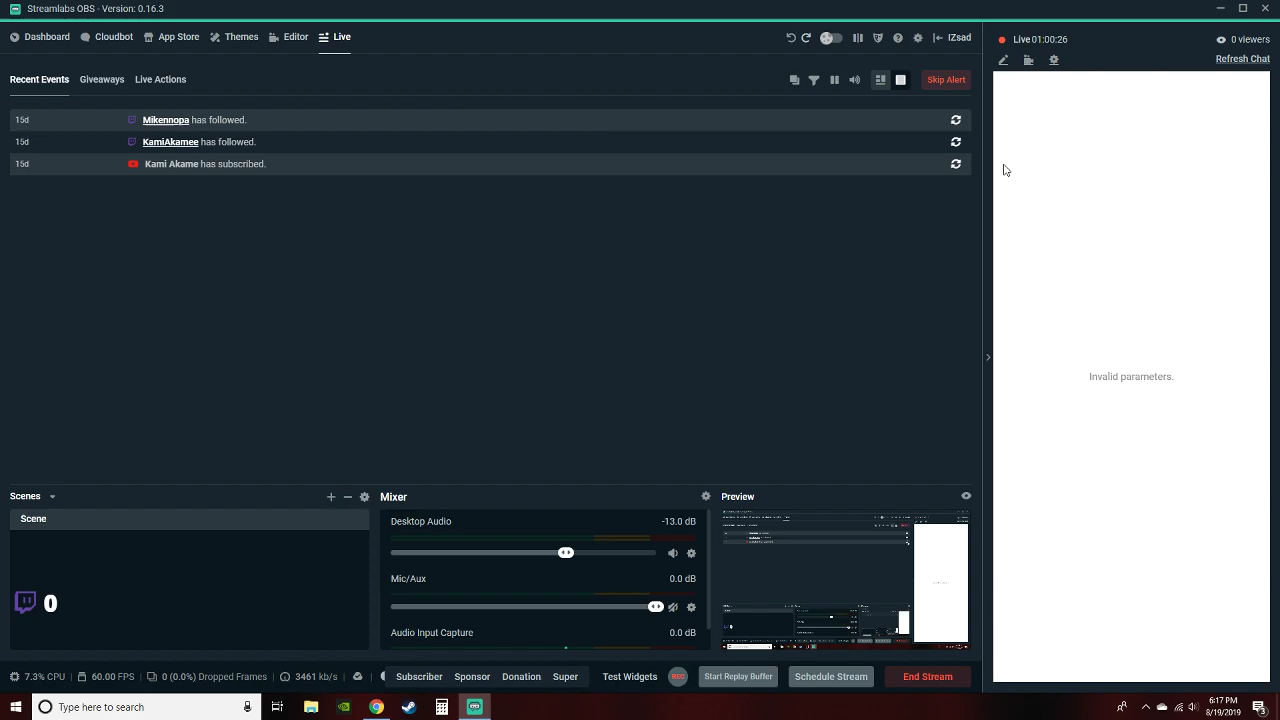 Streamlabs OBS - Version: 0.16.3
Dashboard Cloudbot App Store Themes Editor Live IZsad
Live 01:00:26 0 viewers
Refresh Chat
Recent Events Giveaways Live Actions Skip Alert
15d Mikennopa has followed.
15d KamiAkamee has followed.
15d Kami Akame has subscribed.
Invalid parameters.
Scenes Mixer Preview
Scene
Desktop Audio -13.0 dB
Mic/Aux 0.0 dB
0
Audio Input Capture 0.0 dB
7.3% CPU 60.00 FPS 0 (0.0%) Dropped Frames 3461 kb/s Subscriber Sponsor Donation Super Test Widgets REC Start Replay Buffer Schedule Stream End Stream
Type here to search
6:17 PM
8/19/2019
3